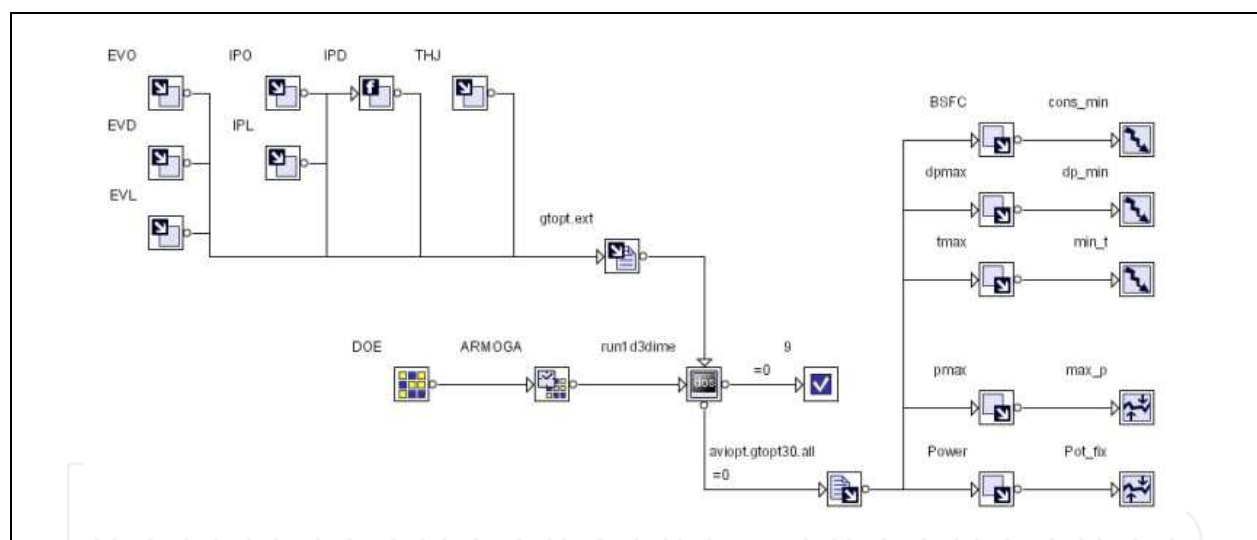 EVO IPO IPD THJ
BSFC cons_min
EVD IPL
dpmax dp_min
EVL
gtopt.ext
tmax min_t
DOE ARMOGA run1d3dime 9
pmax max_p
=0
dos
aviopt.gtopt30.all
Power Pot_fix
=0